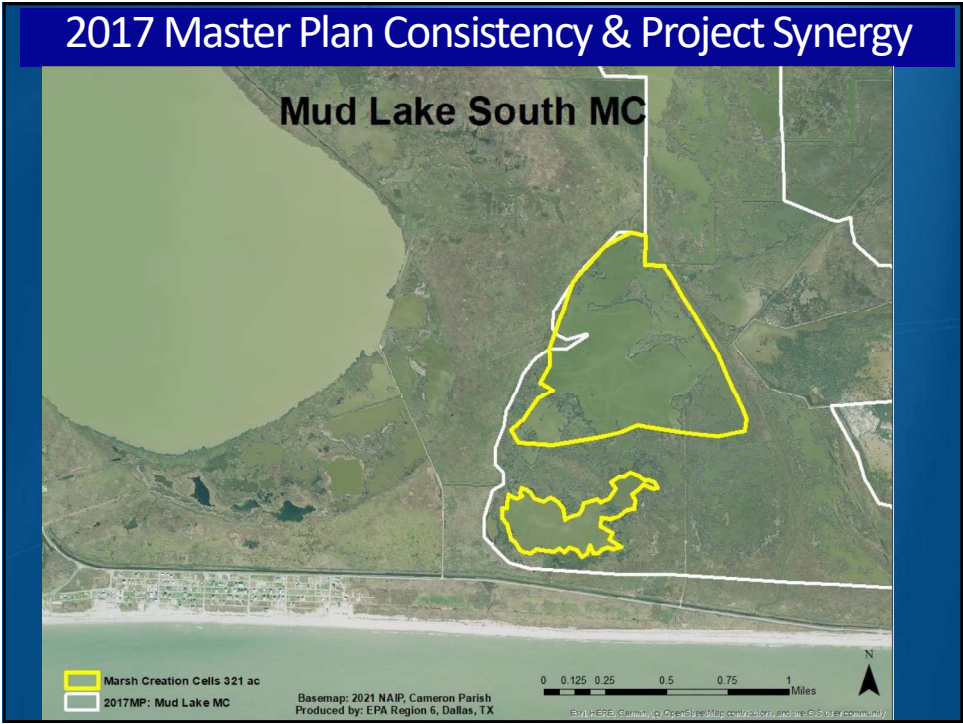 2017 Master Plan Consistency & Project Synergy
Mud Lake South MC
Marsh Creation Cells 321 ac
2017MP: Mud Lake MC
Basemap: 2021 NAIP, Cameron Parish
Produced by: EPA Region 6, Dallas, TX
0 0.125 0.25 0.5 0.75 1
Miles
N
Esri, HERE, Garmin, (c) OpenStreetMap contributors, and the GIS user community